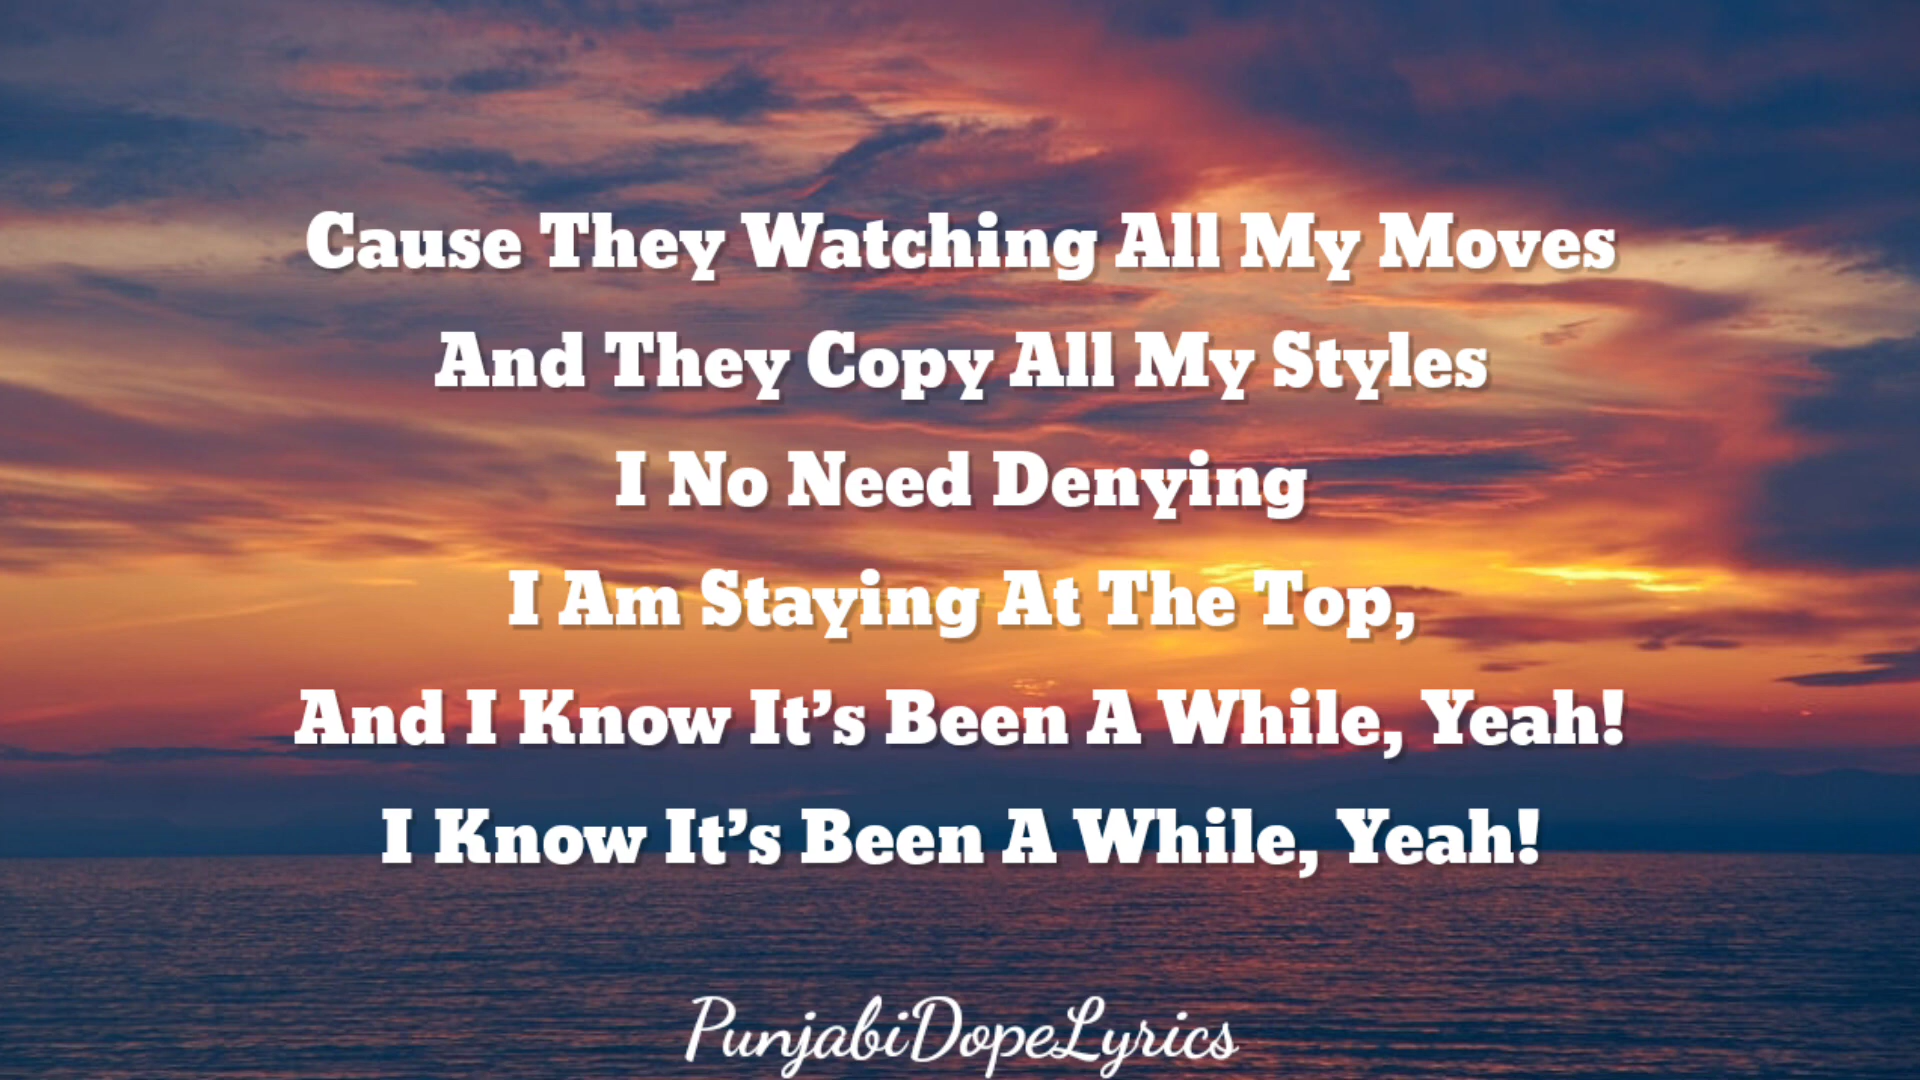 Cause They Watching All My Moves
And They Copy All My Styles
I No Need Denying
I Am Staying At The Top,
And I Know It’s Been A While, Yeah!
I Know It’s Been A While, Yeah!
PunjabiDopeLyrics